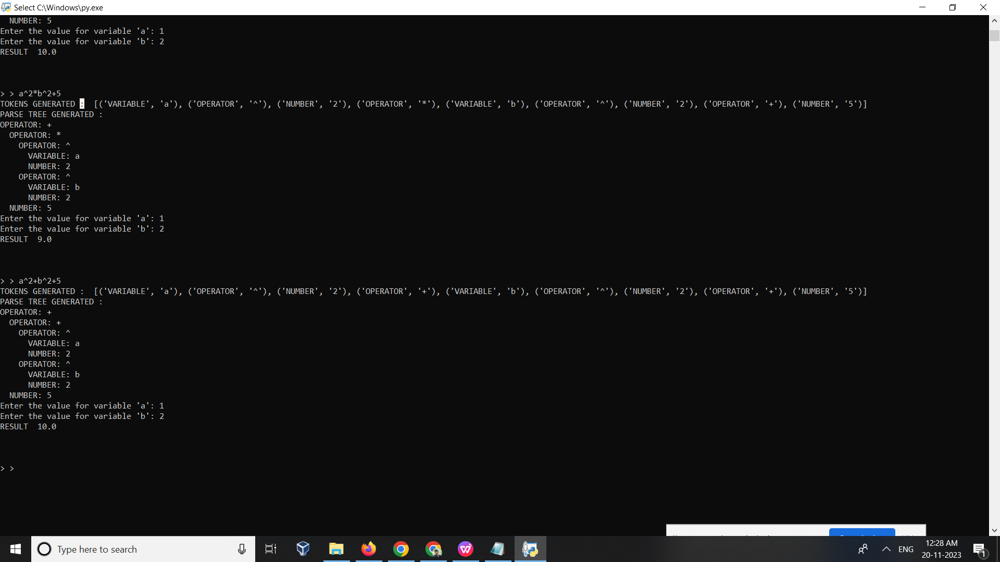 Select C:\Windows\py.exe
  NUMBER: 5
Enter the value for variable 'a': 1
Enter the value for variable 'b': 2
RESULT  10.0
> > a^2*b^2+5
TOKENS GENERATED :  [('VARIABLE', 'a'), ('OPERATOR', '^'), ('NUMBER', '2'), ('OPERATOR', '*'), ('VARIABLE', 'b'), ('OPERATOR', '^'), ('NUMBER', '2'), ('OPERATOR', '+'), ('NUMBER', '5')]
PARSE TREE GENERATED :
OPERATOR: +
  OPERATOR: *
    OPERATOR: ^
      VARIABLE: a
      NUMBER: 2
    OPERATOR: ^
      VARIABLE: b
      NUMBER: 2
  NUMBER: 5
Enter the value for variable 'a': 1
Enter the value for variable 'b': 2
RESULT  9.0
> > a^2+b^2+5
TOKENS GENERATED :  [('VARIABLE', 'a'), ('OPERATOR', '^'), ('NUMBER', '2'), ('OPERATOR', '+'), ('VARIABLE', 'b'), ('OPERATOR', '^'), ('NUMBER', '2'), ('OPERATOR', '+'), ('NUMBER', '5')]
PARSE TREE GENERATED :
OPERATOR: +
  OPERATOR: +
    OPERATOR: ^
      VARIABLE: a
      NUMBER: 2
    OPERATOR: ^
      VARIABLE: b
      NUMBER: 2
  NUMBER: 5
Enter the value for variable 'a': 1
Enter the value for variable 'b': 2
RESULT  10.0
> >
Type here to search
ENG
12:28 AM
20-11-2023
1